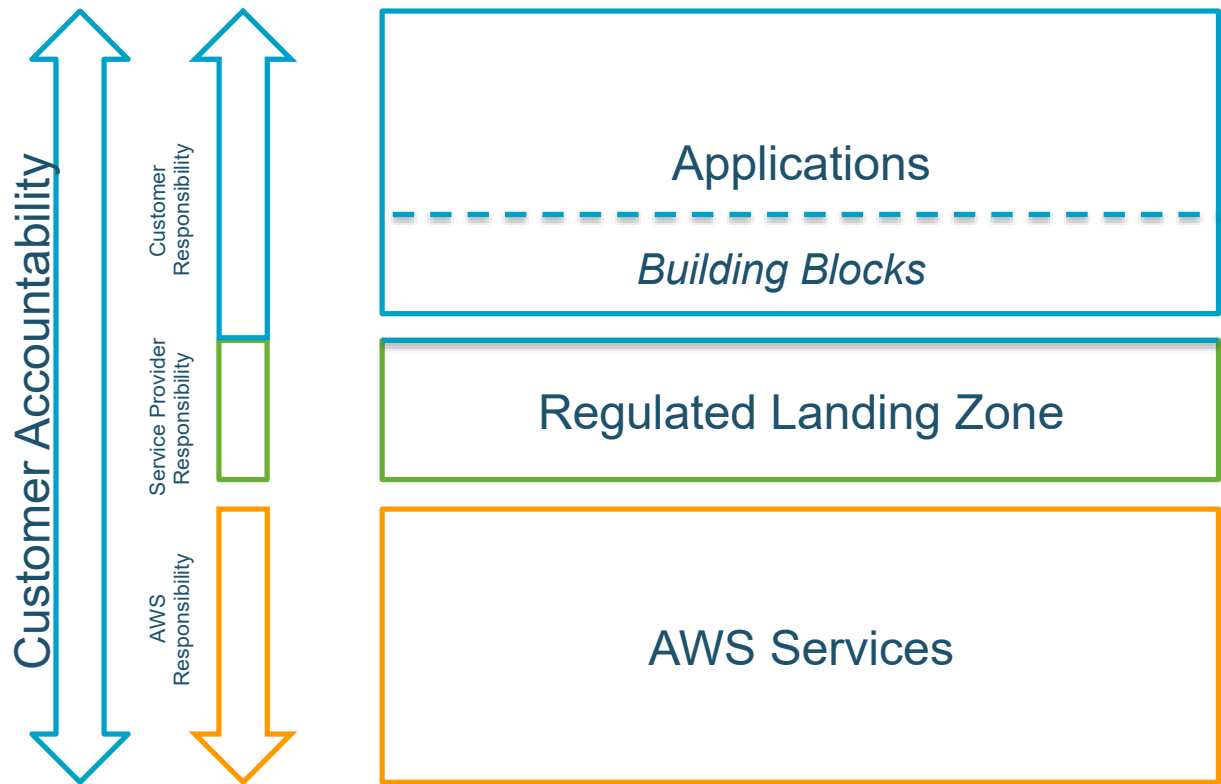 Customer Accountability
Customer
Responsibility
Service Provider
Responsibility
AWS
Responsibility
Applications
Building Blocks
Regulated Landing Zone
AWS Services